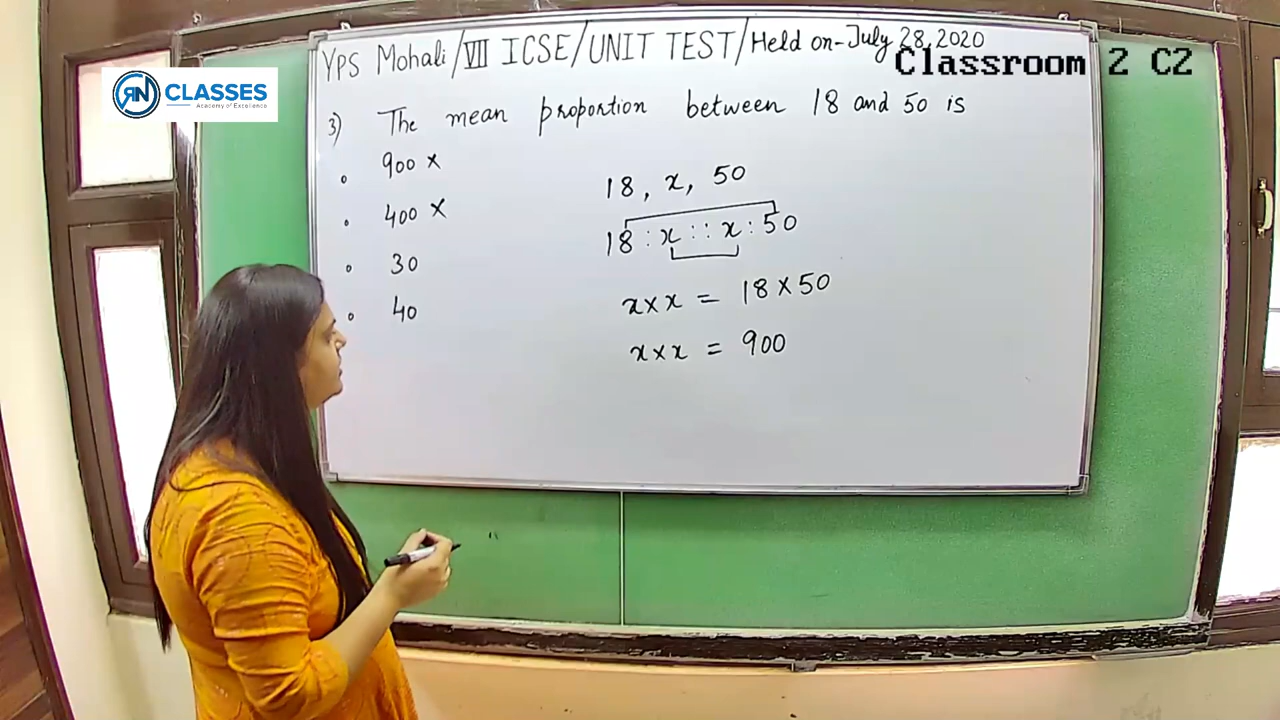 YPS Mohali/VII ICSE/UNIT TEST/Held on-July 28,2020
Classroom 2 C2
RN CLASSES
Academy of Excellence
3) The mean proportion between 18 and 50 is
900 x
400 x
30
40
18, x, 50
18 : x :: x : 50
x × x = 18 × 50
x × x = 900